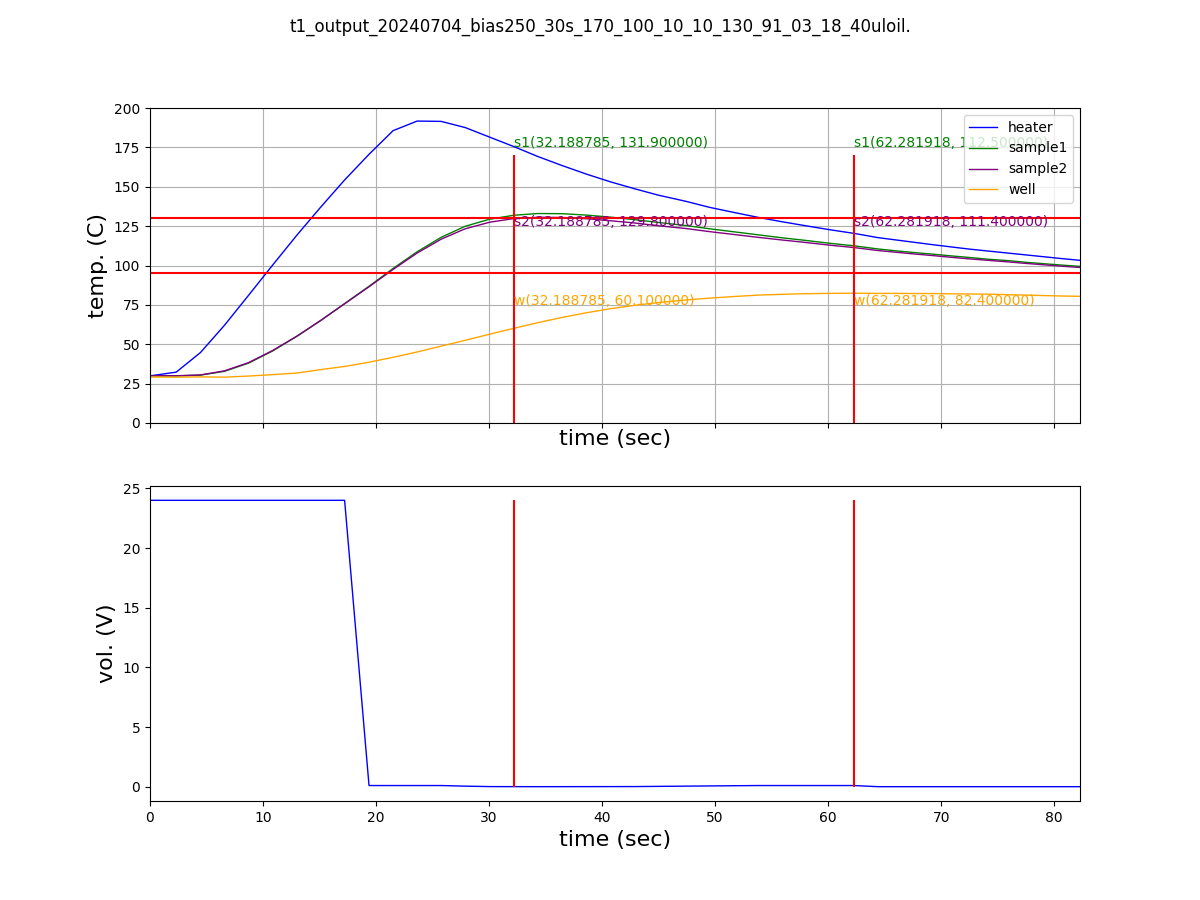 t1_output_20240704_bias250_30s_170_100_10_10_130_91_03_18_40uloil.
200
175
150
125
100
75
50
25
0
temp. (C)
s1(32.188785, 131.900000)
s1(62.281918, 112.500000)
s2(32.188785, 129.800000)
s2(62.281918, 111.400000)
w(32.188785, 60.100000)
w(62.281918, 82.400000)
heater
sample1
sample2
well
time (sec)
25
20
15
10
5
0
vol. (V)
0 10 20 30 40 50 60 70 80
time (sec)